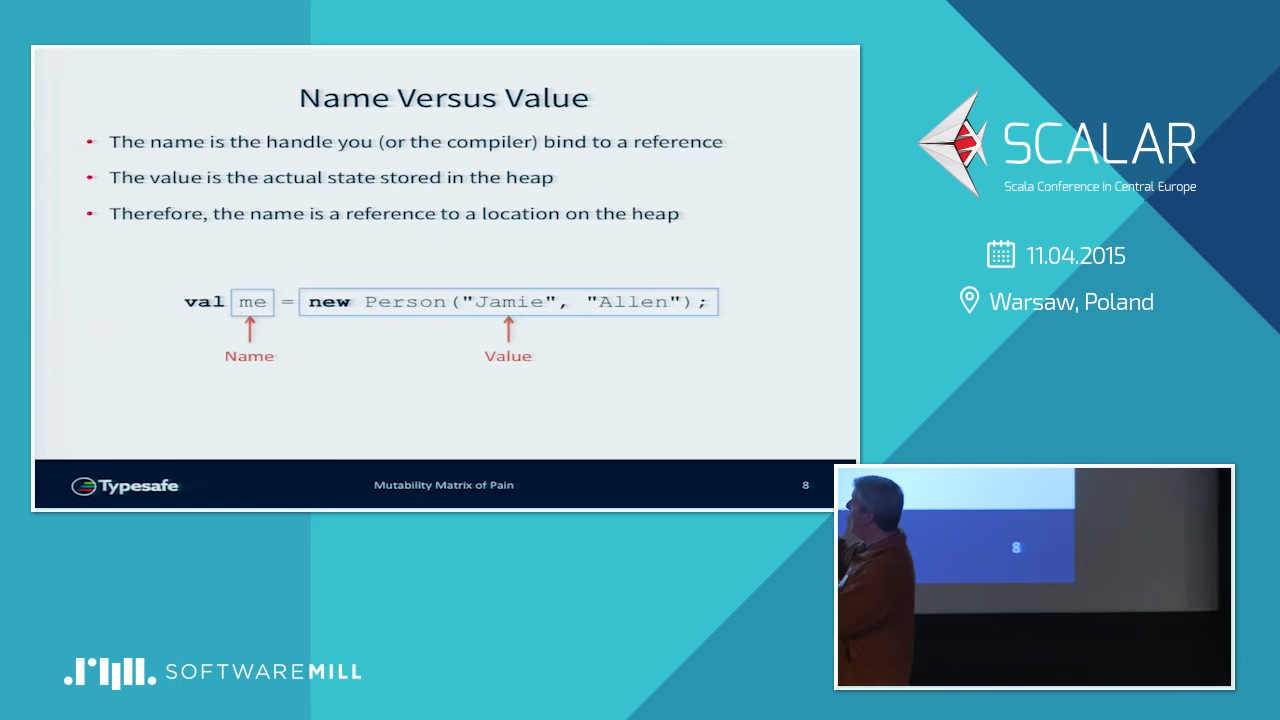 Name Versus Value
• The name is the handle you (or the compiler) bind to a reference
• The value is the actual state stored in the heap
• Therefore, the name is a reference to a location on the heap
val me = new Person("Jamie", "Allen");
Name Value
Typesafe Mutability Matrix of Pain 8
SCALAR
Scala Conference in Central Europe
11.04.2015
Warsaw, Poland
8
SOFTWAREMILL